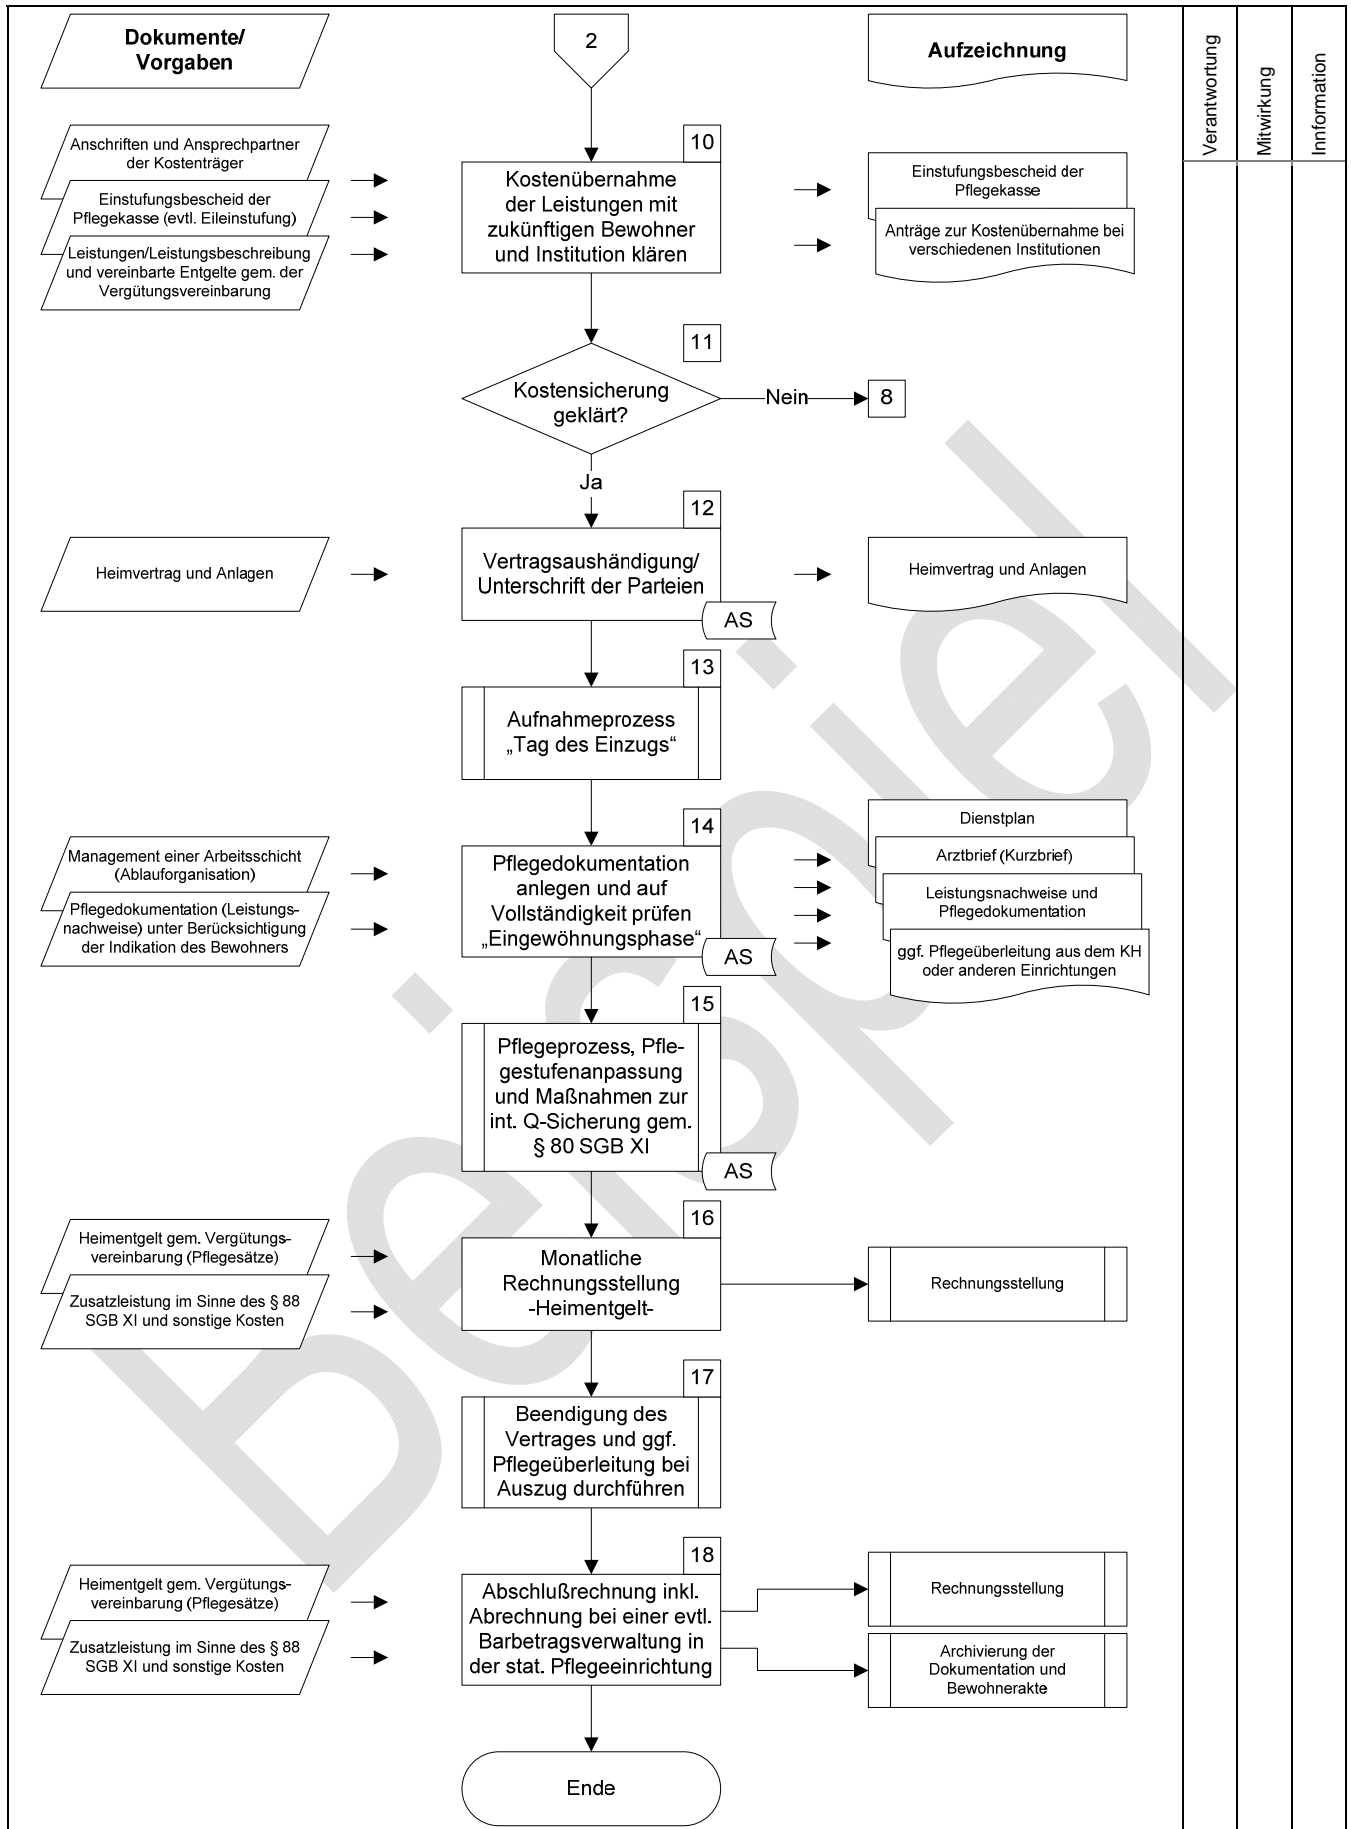 Dokumente/
Vorgaben
2
Aufzeichnung
Verantwortung
Mitwirkung
Innformation
Anschriften und Ansprechpartner
der Kostenträger
Einstufungsbescheid der
Pflegekasse (evtl. Eileinstufung)
Leistungen/Leistungsbeschreibung
und vereinbarte Entgelte gem. der
Vergütungsvereinbarung
10
Kostenübernahme
der Leistungen mit
zukünftigen Bewohner
und Institution klären
Einstufungsbescheid der
Pflegekasse
Anträge zur Kostenübernahme bei
verschiedenen Institutionen
11
Kostensicherung
geklärt?
Nein
8
Ja
12
Heimvertrag und Anlagen
Vertragsaushändigung/
Unterschrift der Parteien
AS
Heimvertrag und Anlagen
13
Aufnahmeprozess
„Tag des Einzugs“
14
Management einer Arbeitsschicht
(Ablauforganisation)
Pflegedokumentation (Leistungs-
nachweise) unter Berücksichtigung
der Indikation des Bewohners
Pflegedokumentation
anlegen und auf
Vollständigkeit prüfen
„Eingewöhnungsphase“
AS
Dienstplan
Arztbrief (Kurzbrief)
Leistungsnachweise und
Pflegedokumentation
ggf. Pflegeüberleitung aus dem KH
oder anderen Einrichtungen
15
Pflegeprozess, Pfle-
gestufenanpassung
und Maßnahmen zur
int. Q-Sicherung gem.
§ 80 SGB XI
AS
16
Heimentgelt gem. Vergütungs-
vereinbarung (Pflegesätze)
Zusatzleistung im Sinne des § 88
SGB XI und sonstige Kosten
Monatliche
Rechnungsstellung
-Heimentgelt-
Rechnungsstellung
17
Beendigung des
Vertrages und ggf.
Pflegeüberleitung bei
Auszug durchführen
18
Heimentgelt gem. Vergütungs-
vereinbarung (Pflegesätze)
Zusatzleistung im Sinne des § 88
SGB XI und sonstige Kosten
Abschlußrechnung inkl.
Abrechnung bei einer evtl.
Barbetragsverwaltung in
der stat. Pflegeeinrichtung
Rechnungsstellung
Archivierung der
Dokumentation und
Bewohnerakte
Ende
Beispiel